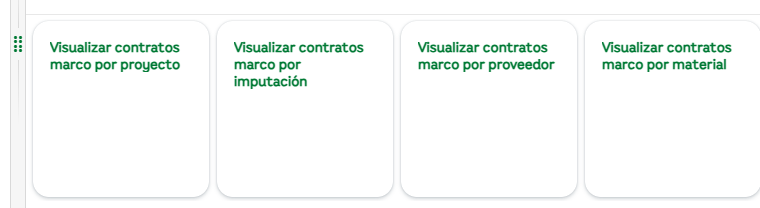 Visualizar contratos
marco por proyecto
Visualizar contratos
marco por
imputación
Visualizar contratos
marco por proveedor
Visualizar contratos
marco por material